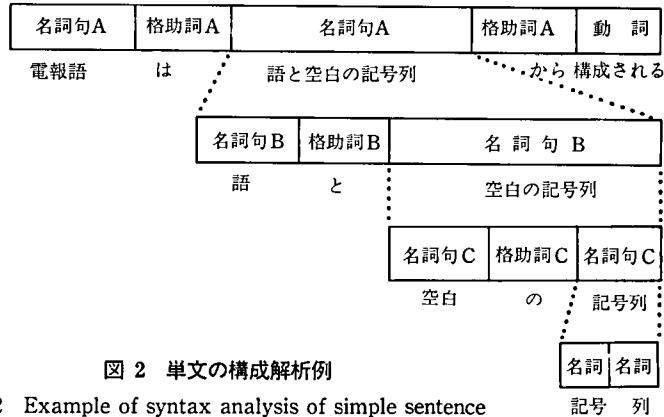 名詞句A 格助詞A 名詞句A 格助詞A 動 詞
電報語 は 語と空白の記号列 から 構成される
名詞句B 格助詞B 名 詞 句 B
語 と 空白の記号列
名詞句C 格助詞C 名詞句C
空白 の 記号列
図 2 単文の構成解析例
名詞 名詞
2 Example of syntax analysis of simple sentence
記号 列